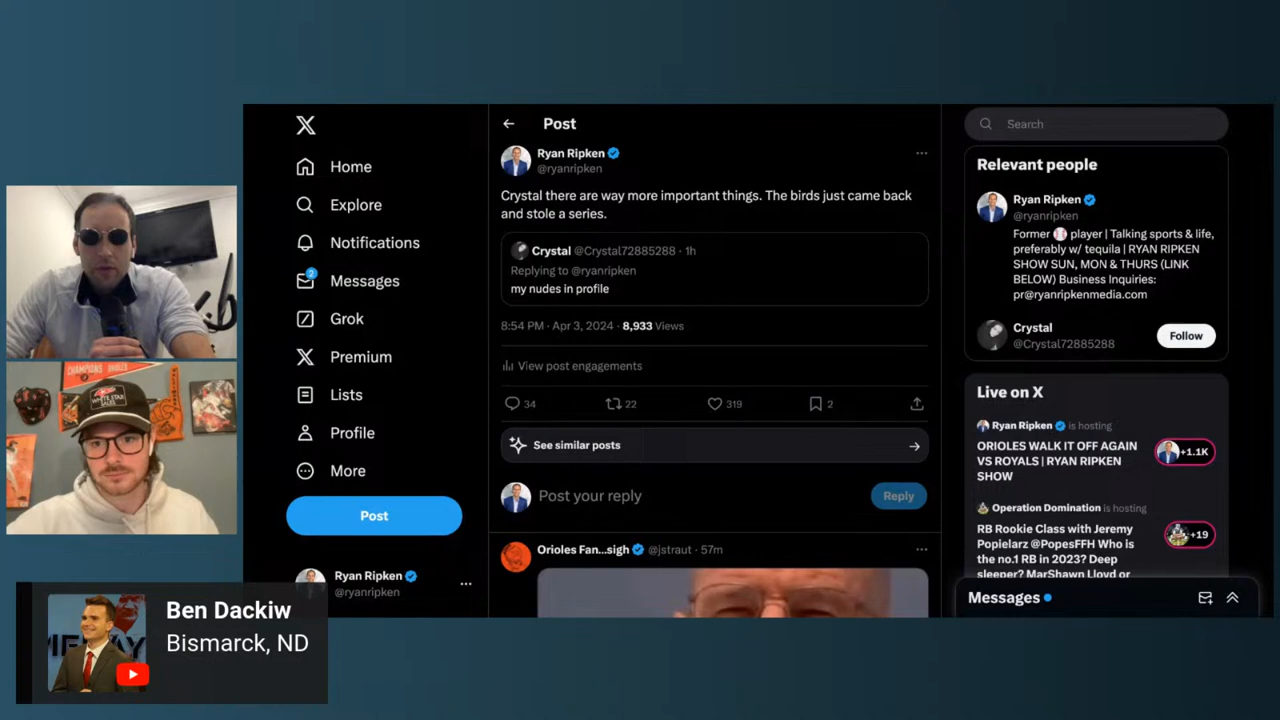 X
Home
Explore
Notifications
2
Messages
Grok
Premium
Lists
Profile
More
Post
Ryan Ripken
@ryanripken
Post
Ryan Ripken
@ryanripken
Crystal there are way more important things. The birds just came back
and stole a series.
Crystal @Crystal72885288 · 1h
Replying to @ryanripken
my nudes in profile
8:54 PM · Apr 3, 2024 · 8,933 Views
View post engagements
34 22 319 2
See similar posts
Post your reply
Reply
Orioles Fan...sigh @jstraut · 57m
Search
Relevant people
Ryan Ripken
@ryanripken
Former player | Talking sports & life,
preferably w/ tequila | RYAN RIPKEN
SHOW SUN, MON & THURS (LINK
BELOW) Business Inquiries:
pr@ryanripkenmedia.com
Crystal
@Crystal72885288
Follow
Live on X
Ryan Ripken is hosting
ORIOLES WALK IT OFF AGAIN
VS ROYALS | RYAN RIPKEN
SHOW
+1.1K
Operation Domination is hosting
RB Rookie Class with Jeremy
Popielarz @PopesFFH Who is
the no.1 RB in 2023? Deep
sleeper? MarShawn Lloyd or
+19
Messages
CHAMPIONS
WHITE STAR
SALES
Ben Dackiw
Bismarck, ND